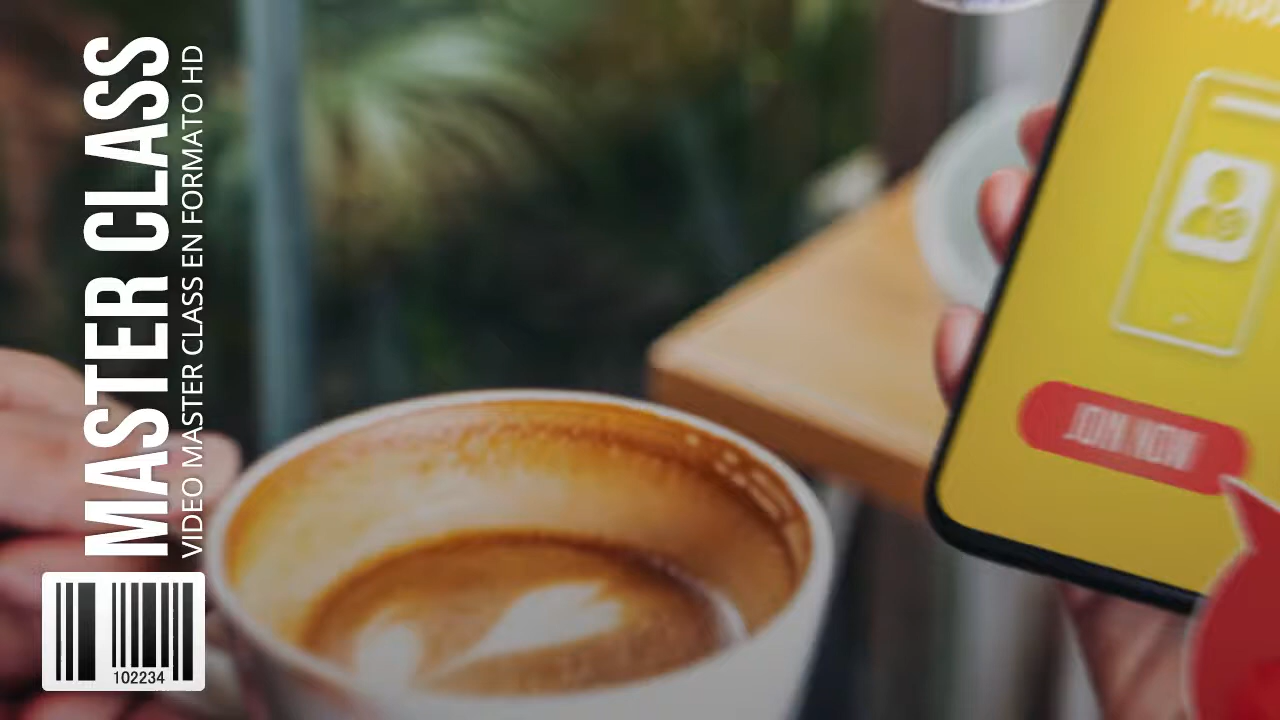 MASTER CLASS
VIDEO MASTER CLASS EN FORMATO HD
102234
JOIN NOW